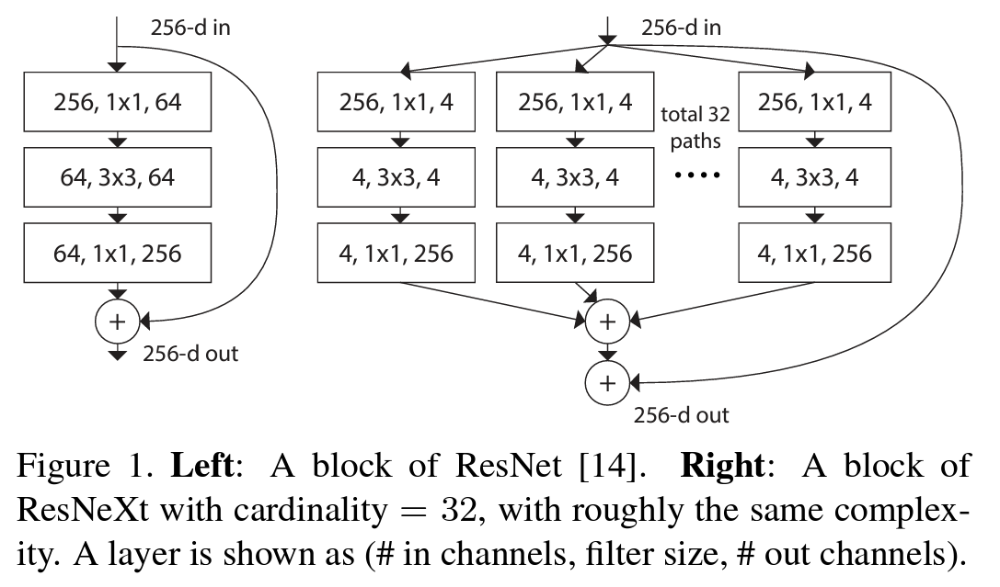 256-d in
256, 1x1, 64
64, 3x3, 64
64, 1x1, 256
+
256-d out
256-d in
256, 1x1, 4
256, 1x1, 4
total 32
paths
....
256, 1x1, 4
4, 3x3, 4
4, 3x3, 4
4, 3x3, 4
4, 1x1, 256
4, 1x1, 256
4, 1x1, 256
+
+
256-d out
Figure 1. Left: A block of ResNet [14]. Right: A block of
ResNeXt with cardinality = 32, with roughly the same complex-
ity. A layer is shown as (# in channels, filter size, # out channels).